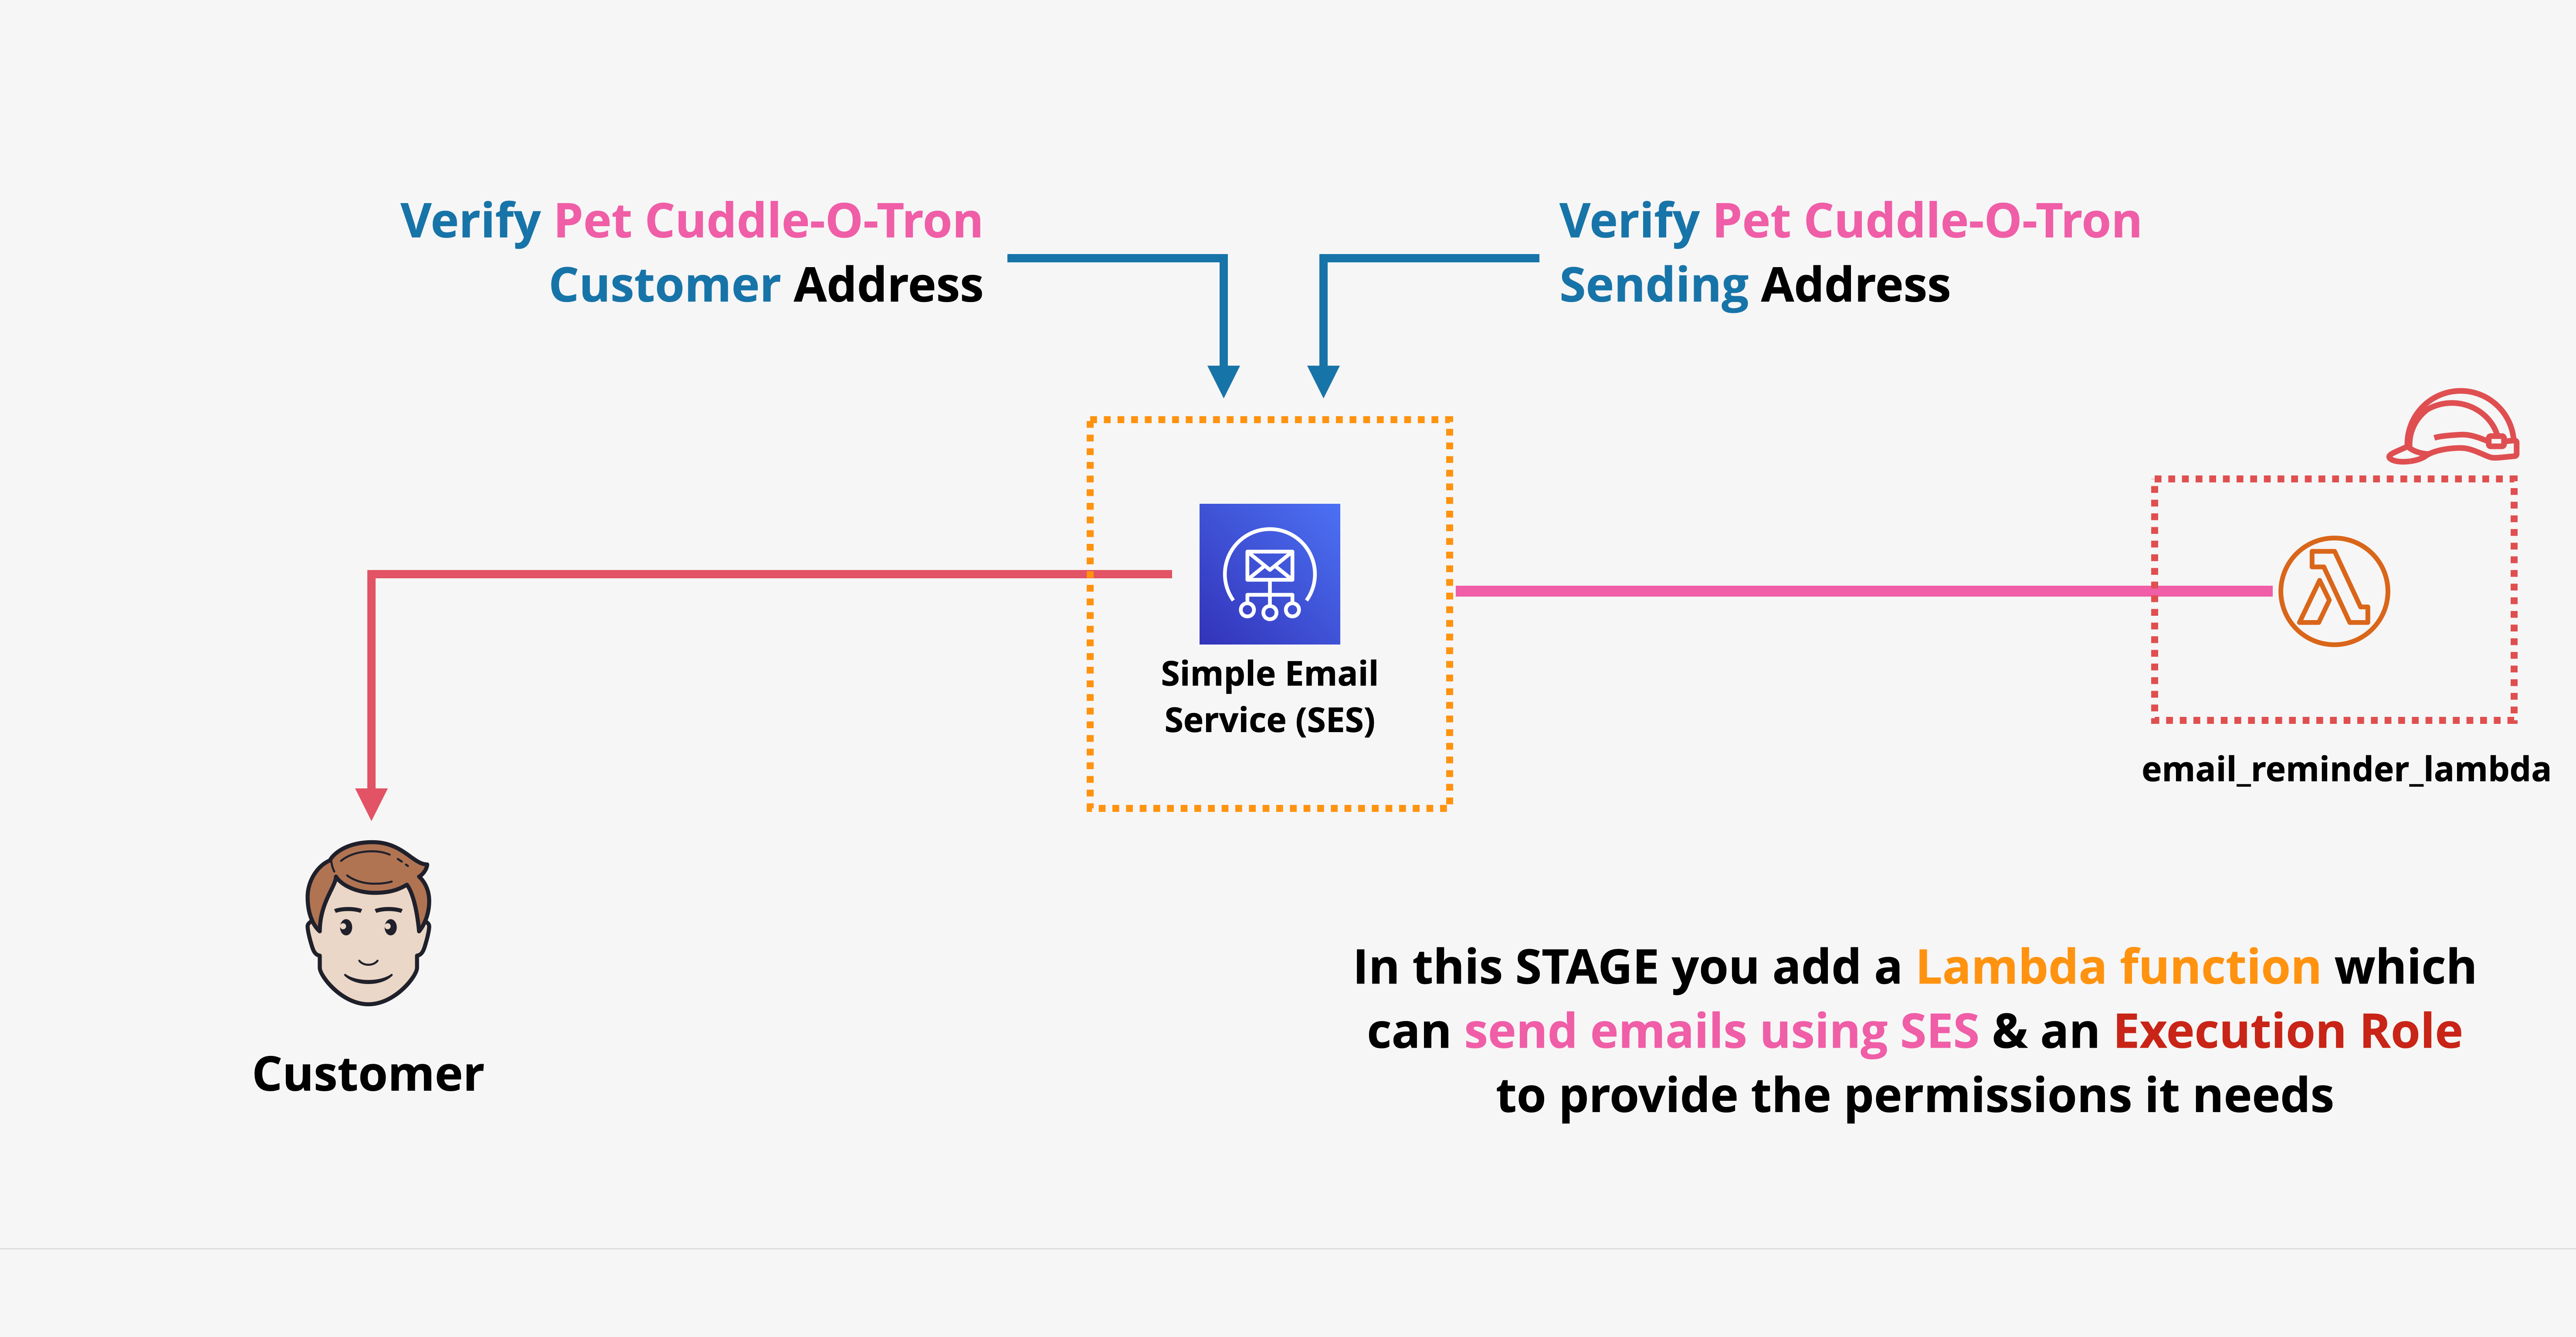 Verify Pet Cuddle-O-Tron
Customer Address
Verify Pet Cuddle-O-Tron
Sending Address
Simple Email
Service (SES)
email_reminder_lambda
Customer
In this STAGE you add a Lambda function which
can send emails using SES & an Execution Role
to provide the permissions it needs